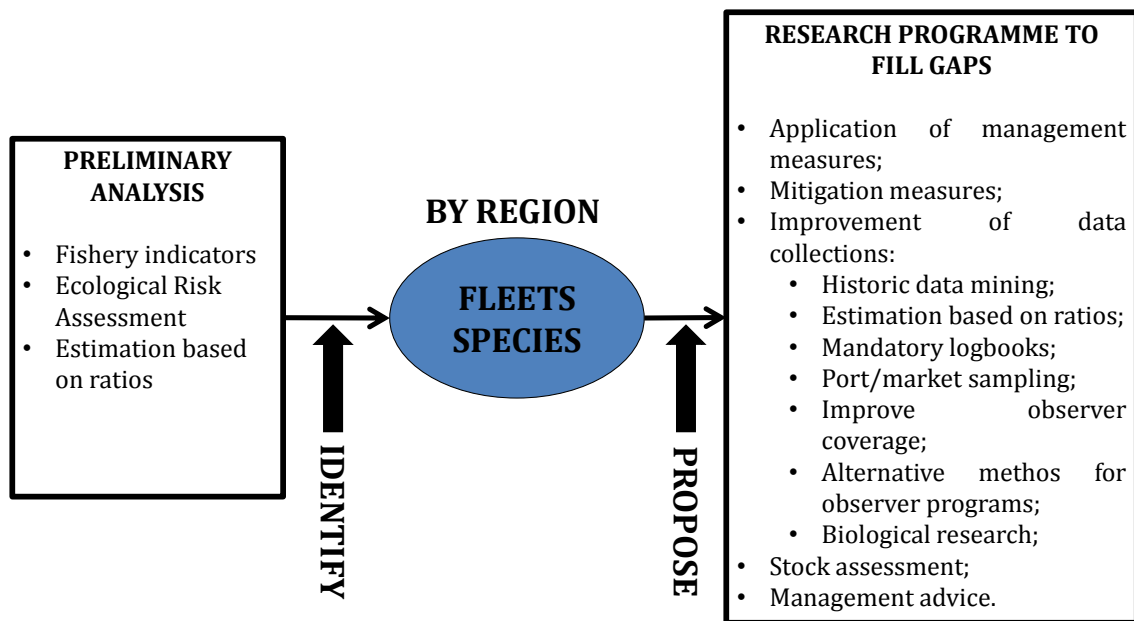 PRELIMINARY
ANALYSIS
• Fishery indicators
• Ecological Risk
Assessment
• Estimation based
on ratios
IDENTIFY
BY REGION
FLEETS
SPECIES
PROPOSE
RESEARCH PROGRAMME TO
FILL GAPS
• Application of management
measures;
• Mitigation measures;
• Improvement of data
collections:
• Historic data mining;
• Estimation based on ratios;
• Mandatory logbooks;
• Port/market sampling;
• Improve observer
coverage;
• Alternative methos for
observer programs;
• Biological research;
• Stock assessment;
• Management advice.